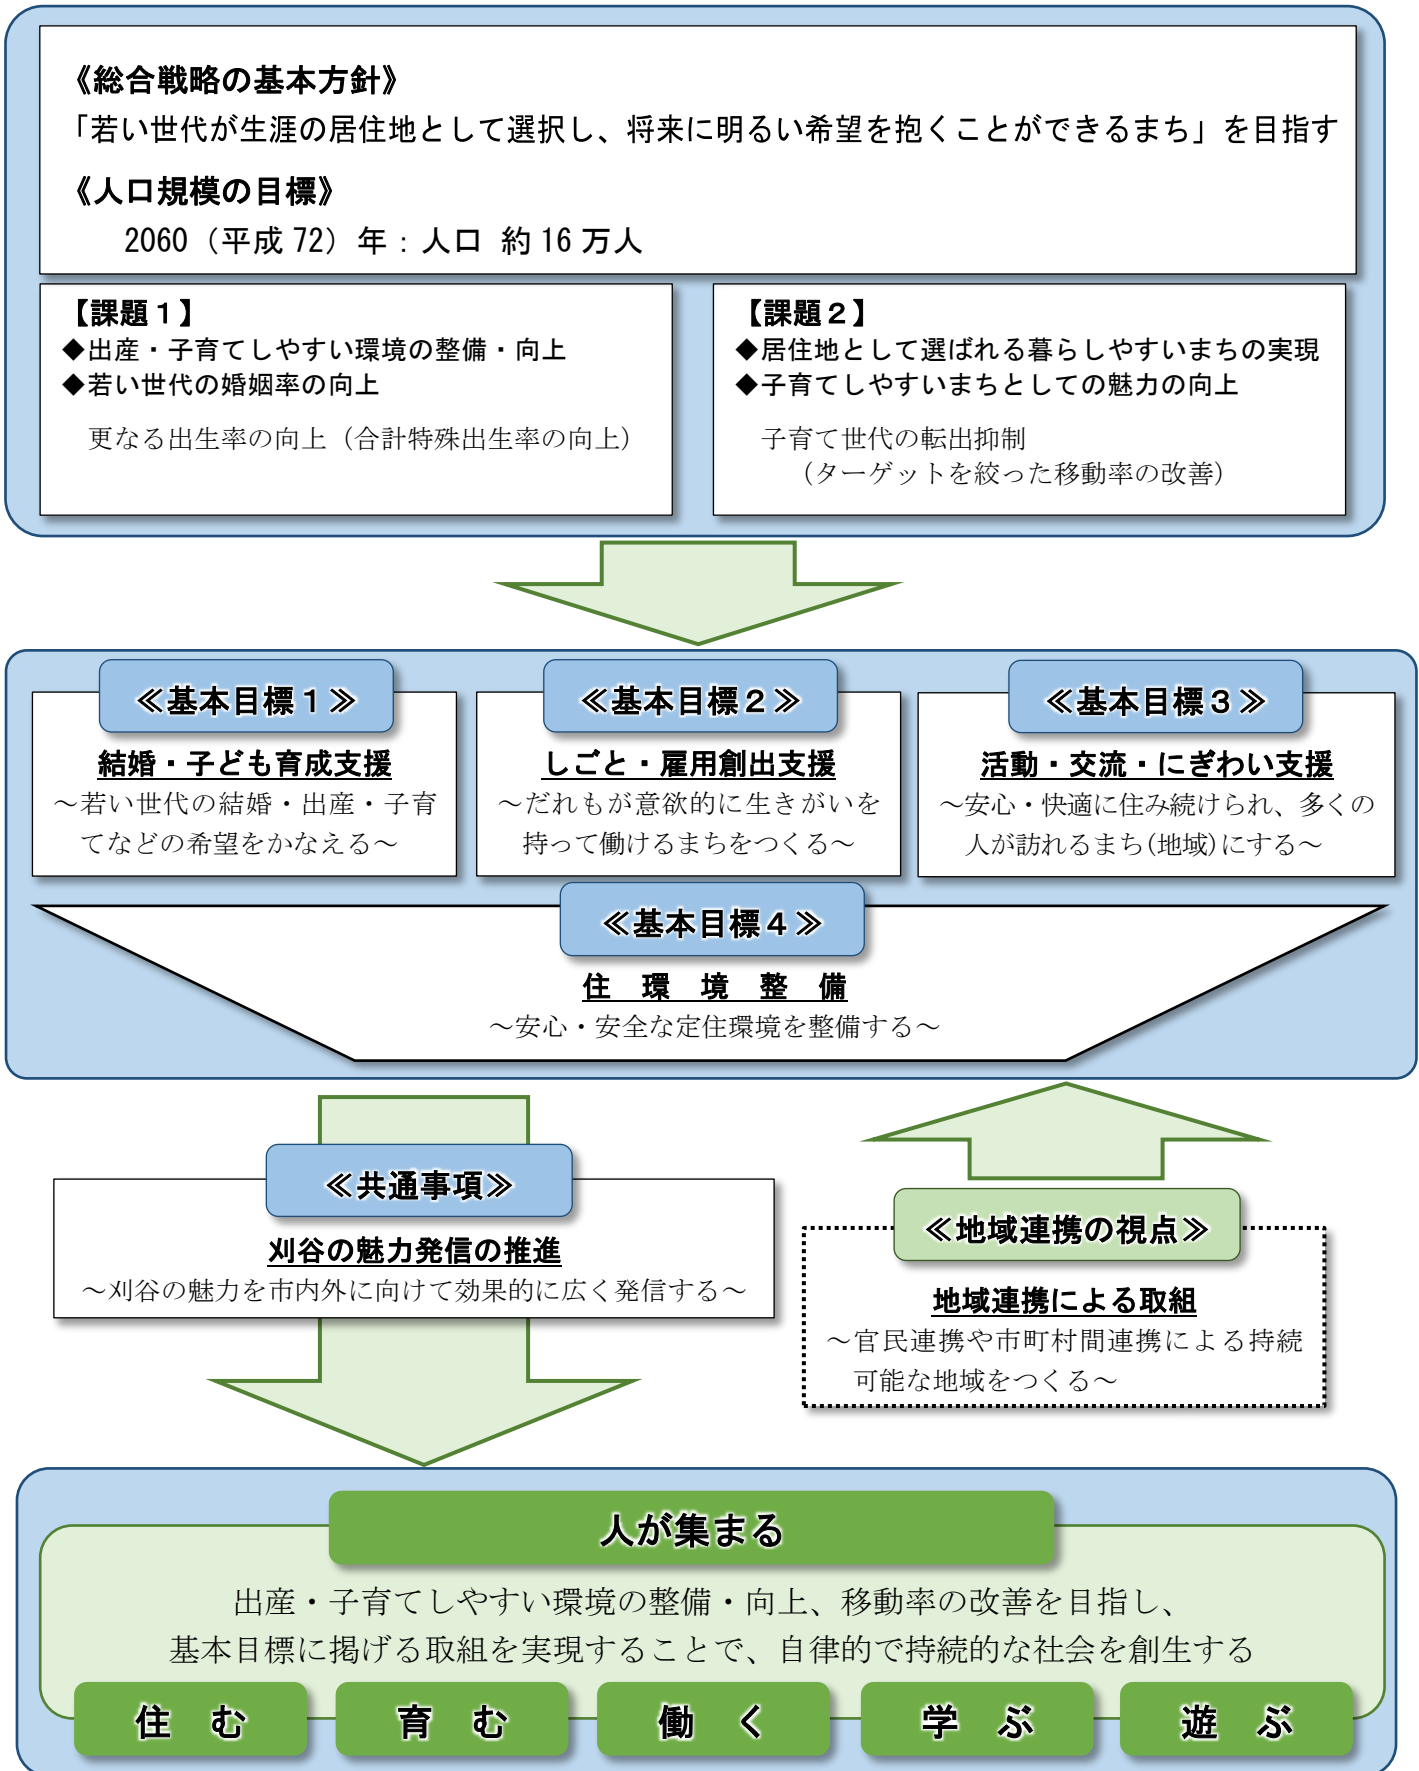 《総合戦略の基本方針》
「若い世代が生涯の居住地として選択し、将来に明るい希望を抱くことができるまち」を目指す
《人口規模の目標》
2060（平成 72）年：人口 約 16 万人
【課題１】
◆出産・子育てしやすい環境の整備・向上
◆若い世代の婚姻率の向上
更なる出生率の向上（合計特殊出生率の向上）
【課題２】
◆居住地として選ばれる暮らしやすいまちの実現
◆子育てしやすいまちとしての魅力の向上
子育て世代の転出抑制
（ターゲットを絞った移動率の改善）
≪基本目標１≫
結婚・子ども育成支援
～若い世代の結婚・出産・子育
てなどの希望をかなえる～
≪基本目標２≫
しごと・雇用創出支援
～だれもが意欲的に生きがいを
持って働けるまちをつくる～
≪基本目標３≫
活動・交流・にぎわい支援
～安心・快適に住み続けられ、多くの
人が訪れるまち(地域)にする～
≪基本目標４≫
住　環　境　整　備
～安心・安全な定住環境を整備する～
≪共通事項≫
刈谷の魅力発信の推進
～刈谷の魅力を市内外に向けて効果的に広く発信する～
≪地域連携の視点≫
地域連携による取組
～官民連携や市町村間連携による持続
可能な地域をつくる～
人が集まる
出産・子育てしやすい環境の整備・向上、移動率の改善を目指し、
基本目標に掲げる取組を実現することで、自律的で持続的な社会を創生する
住　む
育　む
働　く
学　ぶ
遊　ぶ